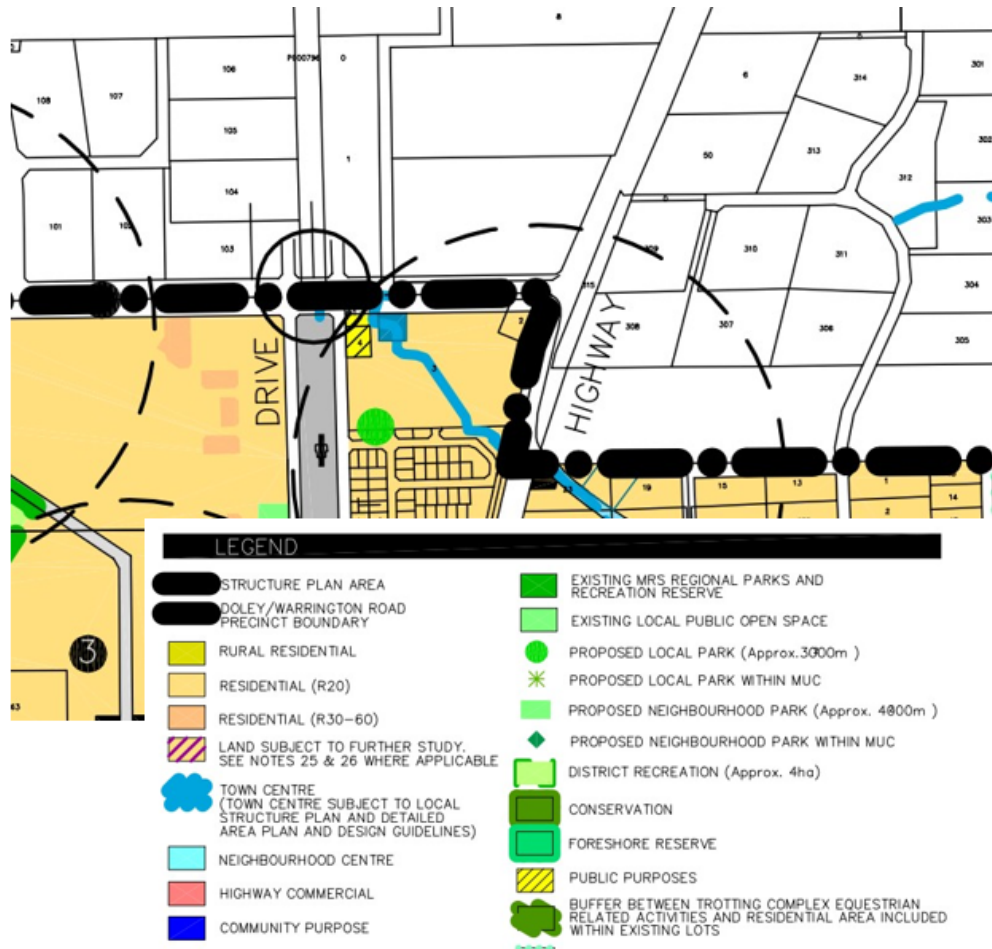 8
106
P000796
0
6
314
301
108
107
105
50
313
302
1
104
312
101
102
103
309
310
311
303
315
304
308
307
306
305
2
4
3
DRIVE
HIGHWAY
19
15
13
1
14
2
3
63
LEGEND
STRUCTURE PLAN AREA
DOLEY/WARRINGTON ROAD
PRECINCT BOUNDARY
RURAL RESIDENTIAL
RESIDENTIAL (R20)
RESIDENTIAL (R30-60)
LAND SUBJECT TO FURTHER STUDY.
SEE NOTES 25 & 26 WHERE APPLICABLE
TOWN CENTRE
(TOWN CENTRE SUBJECT TO LOCAL
STRUCTURE PLAN AND DETAILED
AREA PLAN AND DESIGN GUIDELINES)
NEIGHBOURHOOD CENTRE
HIGHWAY COMMERCIAL
COMMUNITY PURPOSE
EXISTING MRS REGIONAL PARKS AND
RECREATION RESERVE
EXISTING LOCAL PUBLIC OPEN SPACE
PROPOSED LOCAL PARK (Approx.
PROPOSED LOCAL PARK WITHIN MUC
PROPOSED NEIGHBOURHOOD PARK (Approx.
PROPOSED NEIGHBOURHOOD PARK WITHIN MUC
DISTRICT RECREATION (Approx. 4ha)
CONSERVATION
FORESHORE RESERVE
PUBLIC PURPOSES
BUFFER BETWEEN TROTTING COMPLEX EQUESTRIAN
RELATED ACTIVITIES AND RESIDENTIAL AREA INCLUDED
WITHIN EXISTING LOTS